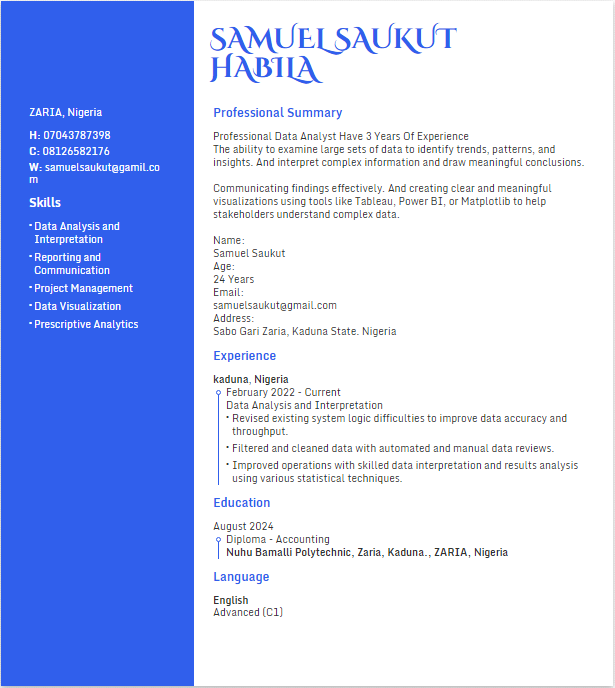 SAMUEL SAUKUT
HABILA
ZARIA, Nigeria
H: 07043787398
C: 08126582176
W: samuelsaukut@gamil.co
m
Skills
• Data Analysis and
Interpretation
• Reporting and
Communication
• Project Management
• Data Visualization
• Prescriptive Analytics
Professional Summary
Professional Data Analyst Have 3 Years Of Experience
The ability to examine large sets of data to identify trends, patterns, and
insights. And interpret complex information and draw meaningful conclusions.
Communicating findings effectively. And creating clear and meaningful
visualizations using tools like Tableau, Power BI, or Matplotlib to help
stakeholders understand complex data.
Name:
Samuel Saukut
Age:
24 Years
Email:
samuelsaukut@gmail.com
Address:
Sabo Gari Zaria, Kaduna State. Nigeria
Experience
kaduna, Nigeria
February 2022 - Current
Data Analysis and Interpretation
• Revised existing system logic difficulties to improve data accuracy and
throughput.
• Filtered and cleaned data with automated and manual data reviews.
• Improved operations with skilled data interpretation and results analysis
using various statistical techniques.
Education
August 2024
Diploma - Accounting
Nuhu Bamalli Polytechnic, Zaria, Kaduna., ZARIA, Nigeria
Language
English
Advanced (C1)